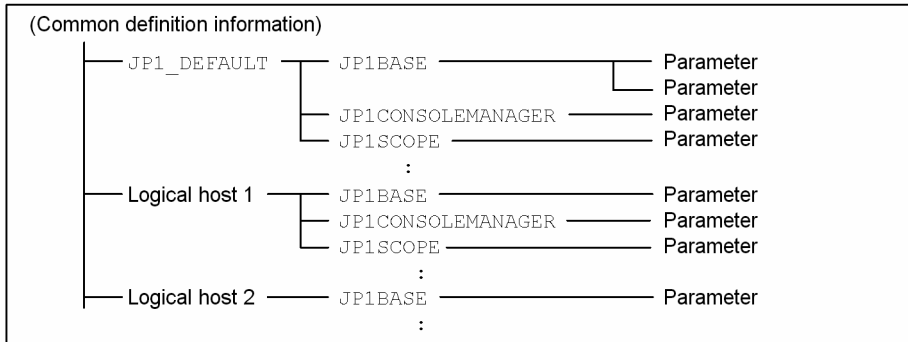 (Common definition information)
JP1_DEFAULT JP1BASE Parameter
Parameter
JP1CONSOLEMANAGER Parameter
JP1SCOPE Parameter
:
Logical host 1 JP1BASE Parameter
JP1CONSOLEMANAGER Parameter
JP1SCOPE Parameter
:
Logical host 2 JP1BASE Parameter
: